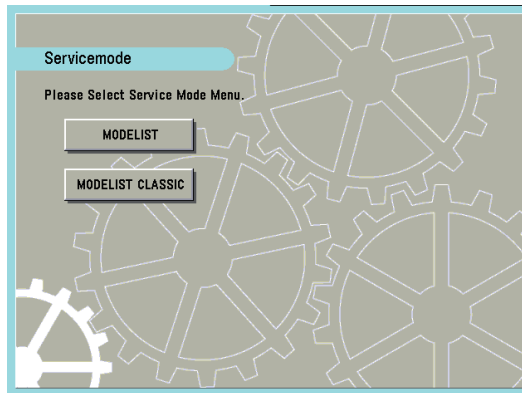 Servicemode
Please Select Service Mode Menu.
MODELIST
MODELIST CLASSIC